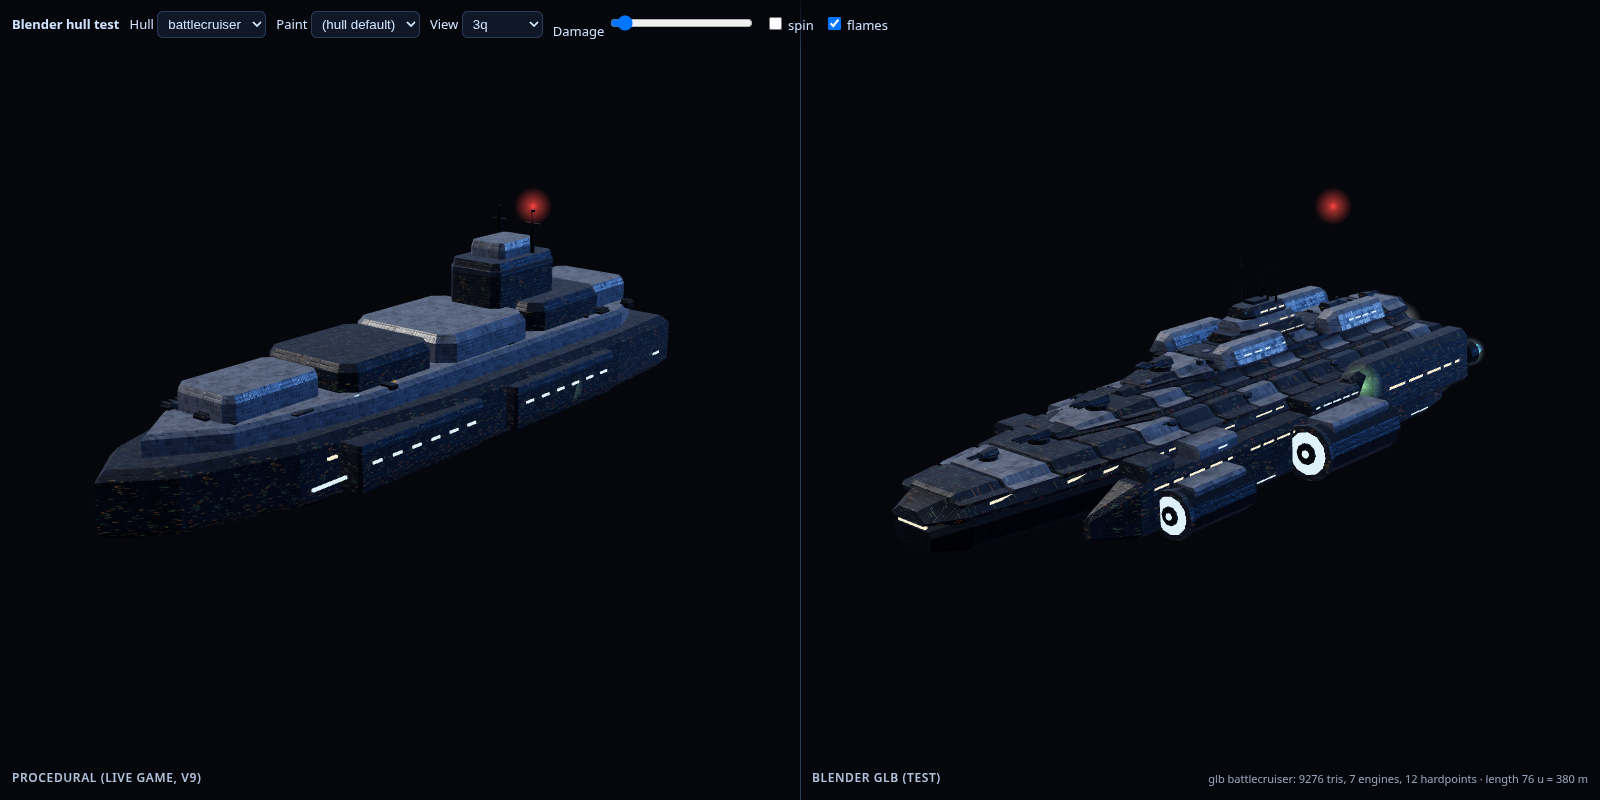 Blender hull test Hull battlecruiser Paint (hull default) View 3q Damage spin flames
PROCEDURAL (LIVE GAME, V9)
BLENDER GLB (TEST)
glb battlecruiser: 9276 tris, 7 engines, 12 hardpoints · length 76 u = 380 m